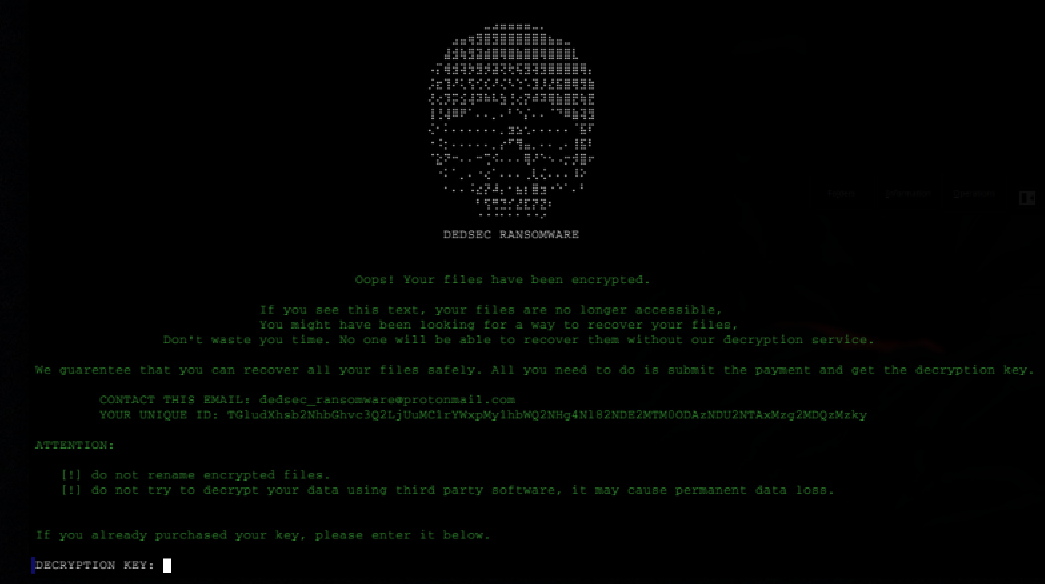 DEDSEC RANSOMWARE
Oops! Your files have been encrypted.
If you see this text, your files are no longer accessible,
You might have been looking for a way to recover your files,
Don't waste you time. No one will be able to recover them without our decryption service.
We guarentee that you can recover all your files safely. All you need to do is submit the payment and get the decryption key.
CONTACT THIS EMAIL: dedsec_ransomware@protonmail.com
YOUR UNIQUE ID:
ATTENTION:
[!] do not rename encrypted files.
[!] do not try to decrypt your data using third party software, it may cause permanent data loss.
If you already purchased your key, please enter it below.
DECRYPTION KEY: